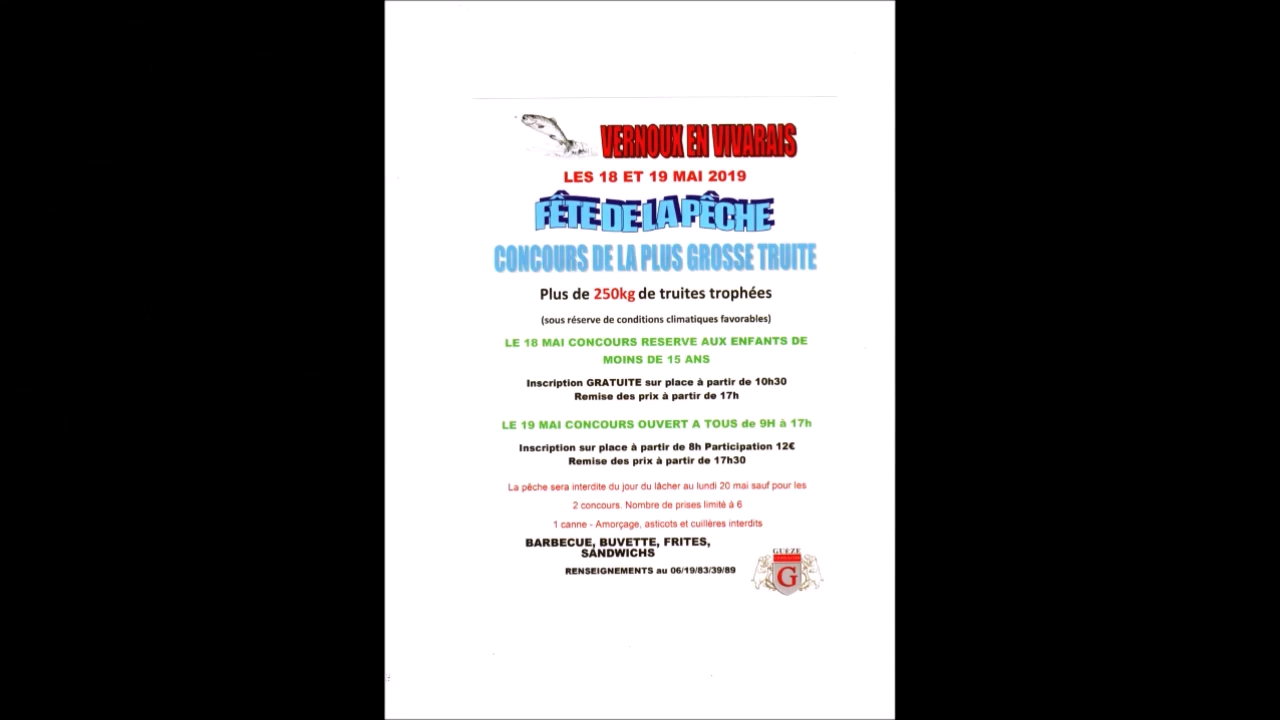 VERNOUX EN VIVARAIS
LES 18 ET 19 MAI 2019
FÊTE DE LA PÊCHE
CONCOURS DE LA PLUS GROSSE TRUITE
Plus de 250kg de truites trophées
(sous réserve de conditions climatiques favorables)
LE 18 MAI CONCOURS RESERVE AUX ENFANTS DE
MOINS DE 15 ANS
Inscription GRATUITE sur place à partir de 10h30
Remise des prix à partir de 17h
LE 19 MAI CONCOURS OUVERT A TOUS de 9H à 17h
Inscription sur place à partir de 8h Participation 12€
Remise des prix à partir de 17h30
La pêche sera interdite du jour du lâcher au lundi 20 mai sauf pour les
2 concours. Nombre de prises limité à 6
1 canne - Amorçage, asticots et cuillères interdits
BARBECUE, BUVETTE, FRITES,
SANDWICHS
RENSEIGNEMENTS au 06/19/83/39/89
GUEZE
G